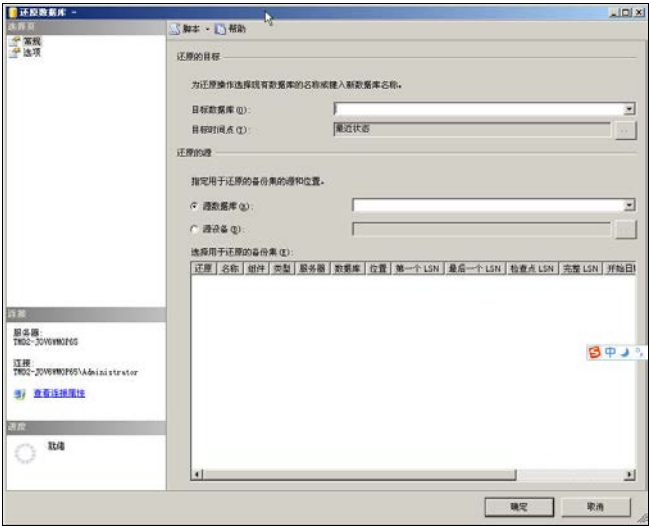 还原数据库 -
选择页
常规
选项
脚本
帮助
还原的目标
为还原操作选择现有数据库的名称或键入新数据库名称。
目标数据库(O):
目标时间点(T): 最近状态
还原的源
指定用于还原的备份集的源和位置。
源数据库(R):
源设备(D):
选择用于还原的备份集(E):
还原 名称 组件 类型 服务器 数据库 位置 第一个 LSN 最后一个 LSN 检查点 LSN 完整 LSN 开始日
连接
服务器:
连接:
查看连接属性
中
进度
就绪
确定 取消